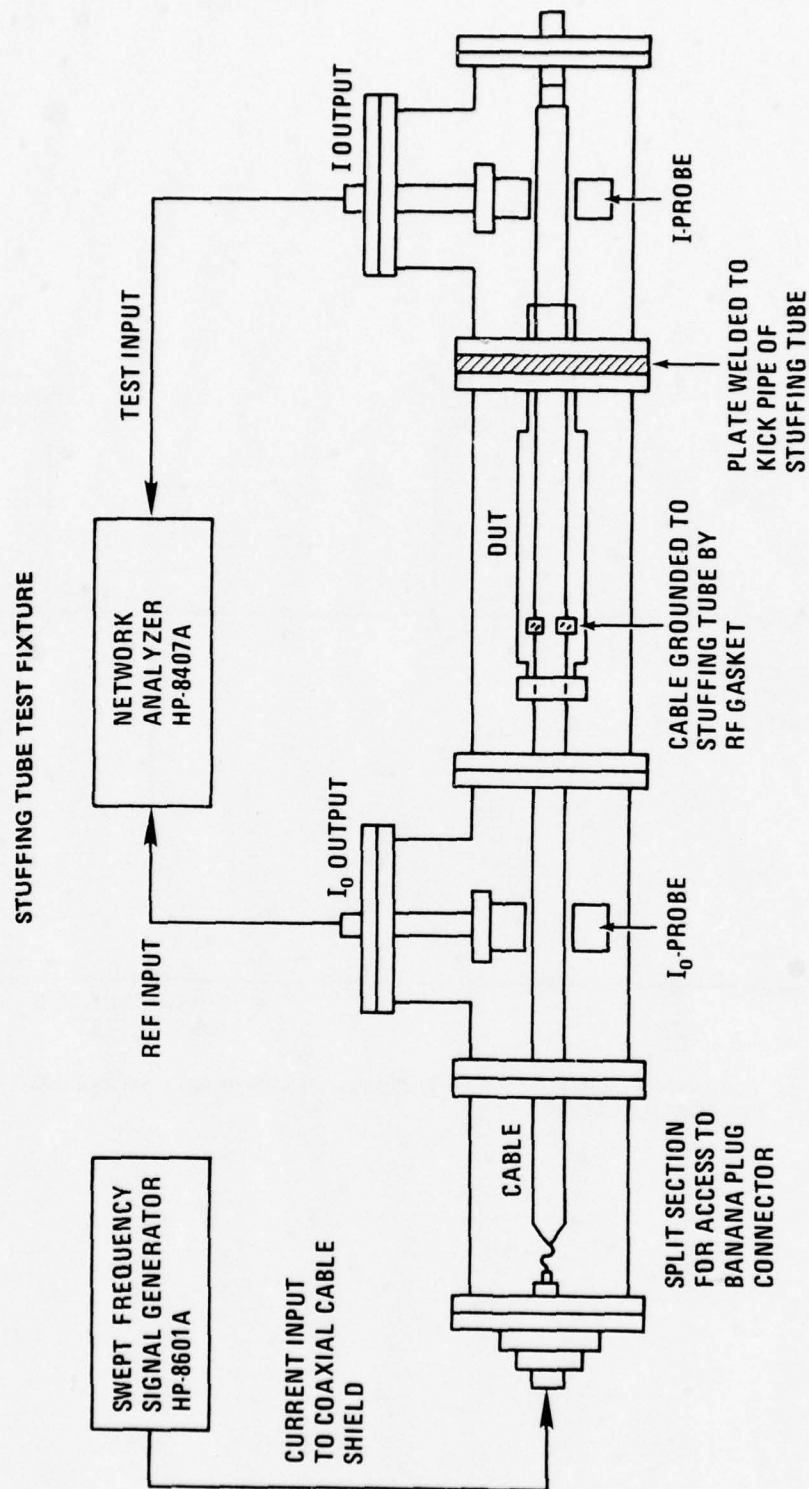 STUFFING TUBE TEST FIXTURE
SWEPT FREQUENCY
SIGNAL GENERATOR
HP-8601A
NETWORK
ANALYZER
HP-8407A
REF INPUT
TEST INPUT
CURRENT INPUT
TO COAXIAL CABLE
SHIELD
I₀ OUTPUT
I OUTPUT
CABLE
DUT
SPLIT SECTION
FOR ACCESS TO
BANANA PLUG
CONNECTOR
I₀-PROBE
CABLE GROUNDED TO
STUFFING TUBE BY
RF GASKET
PLATE WELDED TO
KICK PIPE OF
STUFFING TUBE
I-PROBE